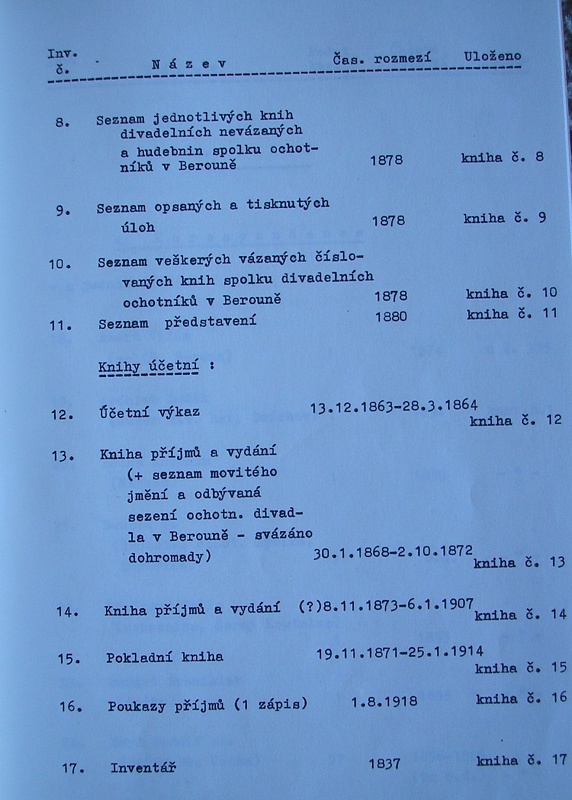 Inv.
č. Název Čas. rozmezí Uloženo
8. Seznam jednotlivých knih
divadelních nevázaných
a hudebnin spolku ochot-
níků v Berouně 1878 kniha č. 8
9. Seznam opsaných a tisknutých
úloh 1878 kniha č. 9
10. Seznam veškerých vázaných číslo-
vaných knih spolku divadelních
ochotníků v Berouně 1878 kniha č. 10
11. Seznam představení 1880 kniha č. 11
Knihy účetní :
12. Účetní výkaz 13.12.1863-28.3.1864
kniha č. 12
13. Kniha příjmů a vydání
(+ seznam movitého
jmění a odbývaná
sezení ochotn. divad-
la v Berouně - svázáno
dohromady) 30.1.1868-2.10.1872
kniha č. 13
14. Kniha příjmů a vydání (?)8.11.1873-6.1.1907
kniha č. 14
15. Pokladní kniha 19.11.1871-25.1.1914
kniha č. 15
16. Poukazy příjmů (1 zápis) 1.8.1918 kniha č. 16
17. Inventář 1837 kniha č. 17